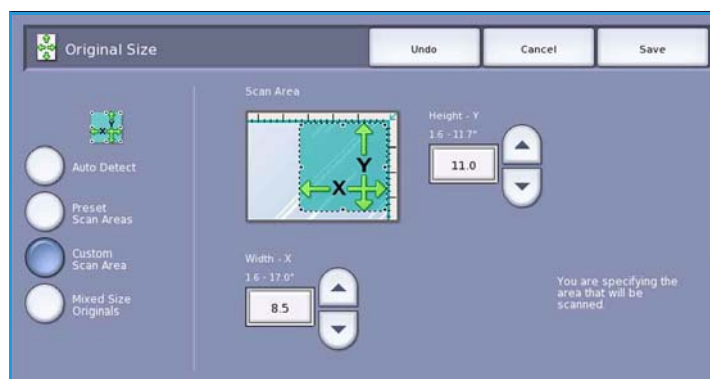 Original Size
Undo
Cancel
Save
Scan Area
Height - Y
1.6 - 11.7"
11.0
Y
X
Auto Detect
Preset
Scan Areas
Custom
Scan Area
Mixed Size
Originals
Width - X
1.6 - 17.0"
8.5
You are specifying the
area that will be
scanned.